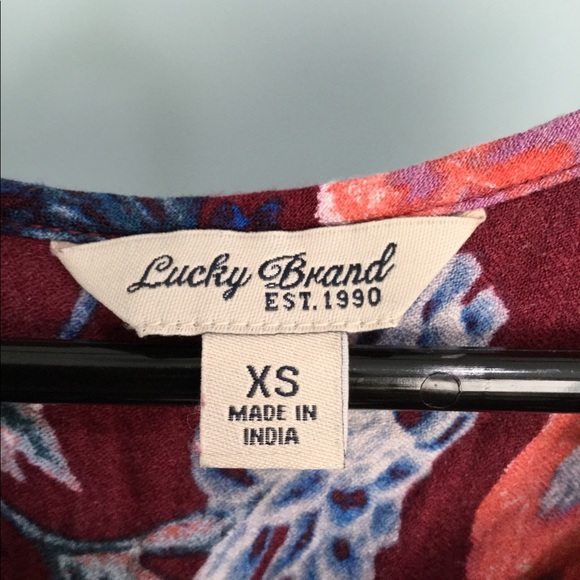 Lucky Brand
EST. 1990
XS
MADE IN
INDIA